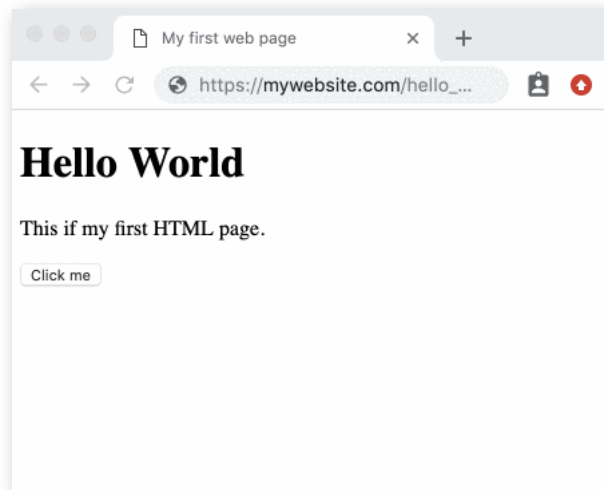 My first web page
https://mywebsite.com/hello_...
Hello World
This if my first HTML page.
Click me